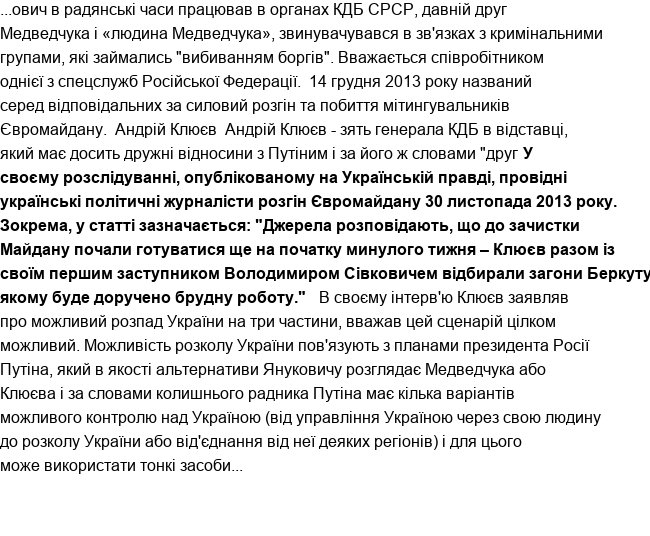 ...ович в радянські часи працював в органах КДБ СРСР, давній друг
Медведчука і «людина Медведчука», звинувачувався в зв'язках з кримінальними
групами, які займались "вибиванням боргів". Вважається співробітником
однієї з спецслужб Російської Федерації.  14 грудня 2013 року названий
серед відповідальних за силовий розгін та побиття мітингувальників
Євромайдану.  Андрій Клюєв  Андрій Клюєв - зять генерала КДБ в відставці,
який має досить дружні відносини з Путіним і за його ж словами "друг У
своєму розслідуванні, опублікованому на Українській правді, провідні
українські політичні журналісти розгін Євромайдану 30 листопада 2013 року.
Зокрема, у статті зазначається: "Джерела розповідають, що до зачистки
Майдану почали готуватися ще на початку минулого тижня – Клюєв разом із
своїм першим заступником Володимиром Сівковичем відбирали загони Беркуту
якому буде доручено брудну роботу."   В своєму інтерв'ю Клюєв заявляв
про можливий розпад України на три частини, вважав цей сценарій цілком
можливий. Можливість розколу України пов'язують з планами президента Росії
Путіна, який в якості альтернативи Януковичу розглядає Медведчука або
Клюєва і за словами колишнього радника Путіна має кілька варіантів
можливого контролю над Україною (від управління Україною через свою людину
до розколу України або від'єднання від неї деяких регіонів) і для цього
може використати тонкі засоби...